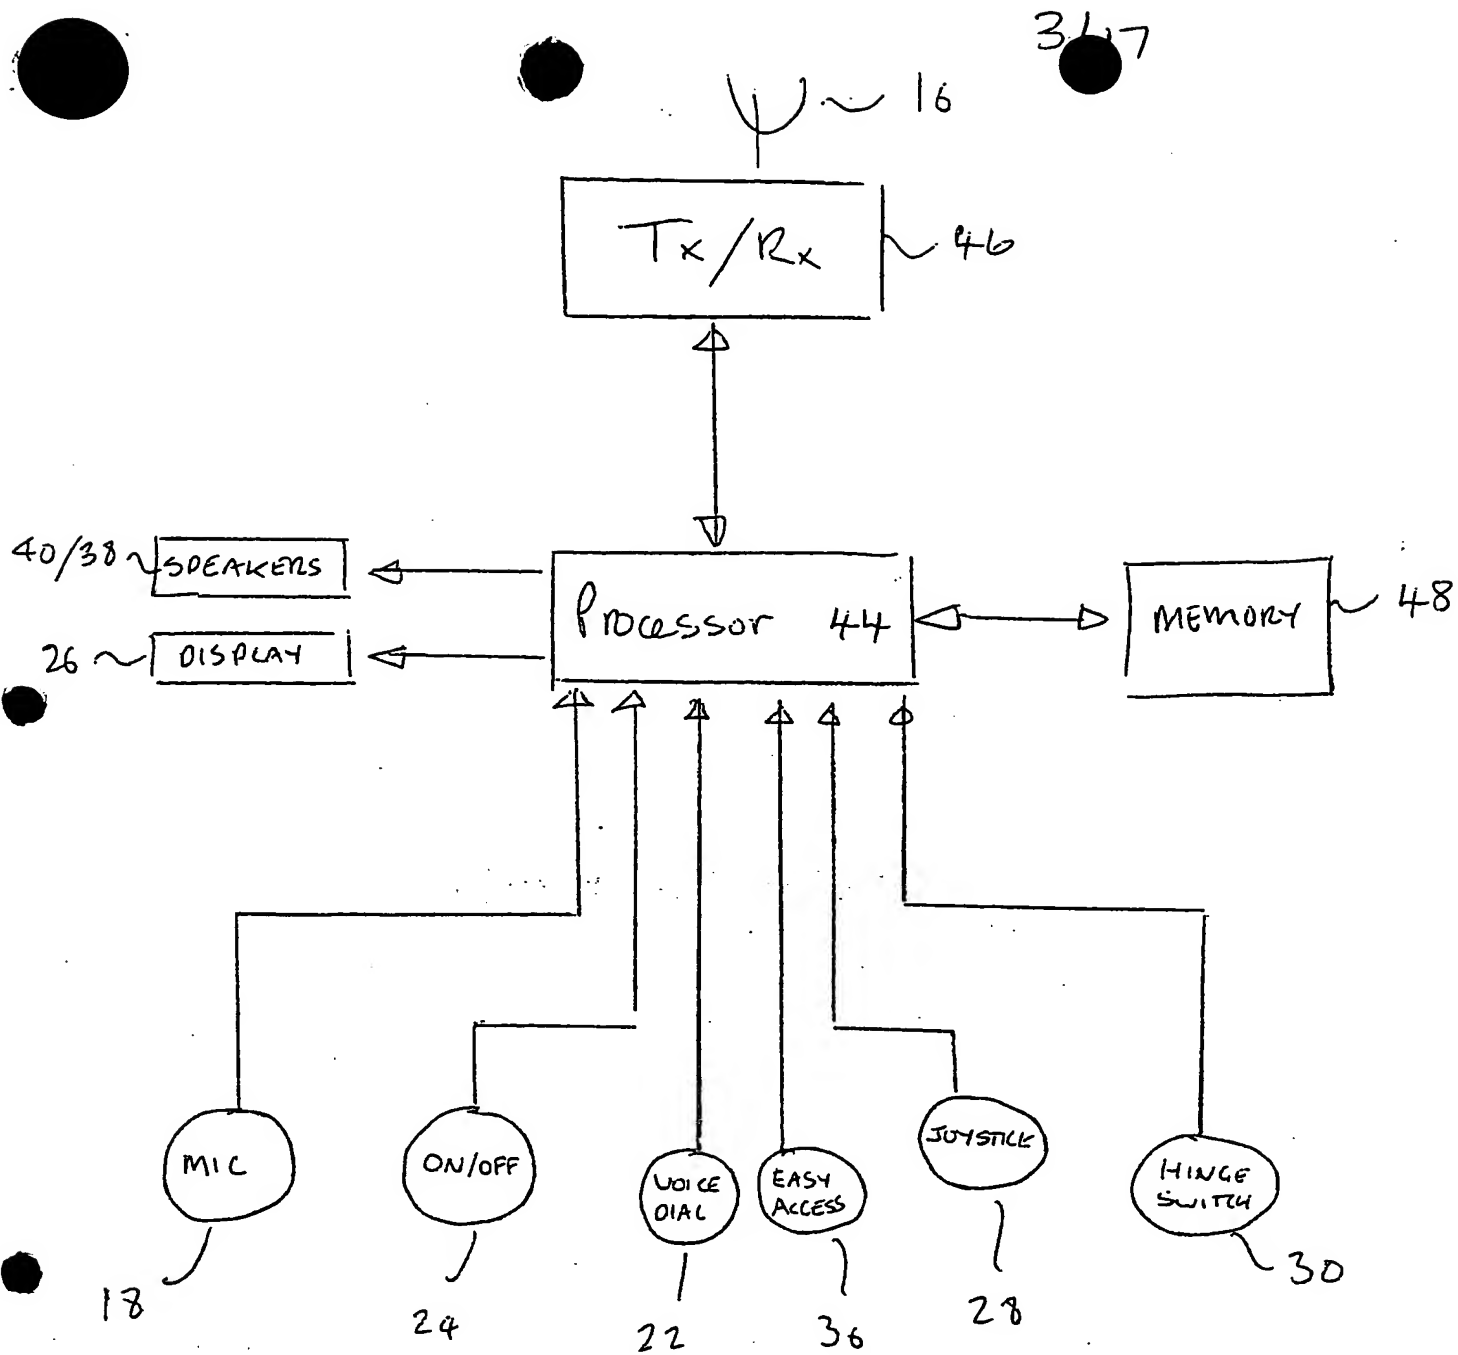 3/17
16
Tx/Rx
46
40/38
SPEAKERS
Processor 44
MEMORY
48
26
DISPLAY
MIC
ON/OFF
VOICE
DIAL
EASY
ACCESS
JOYSTICK
HINGE
SWITCH
18
24
22
36
28
30